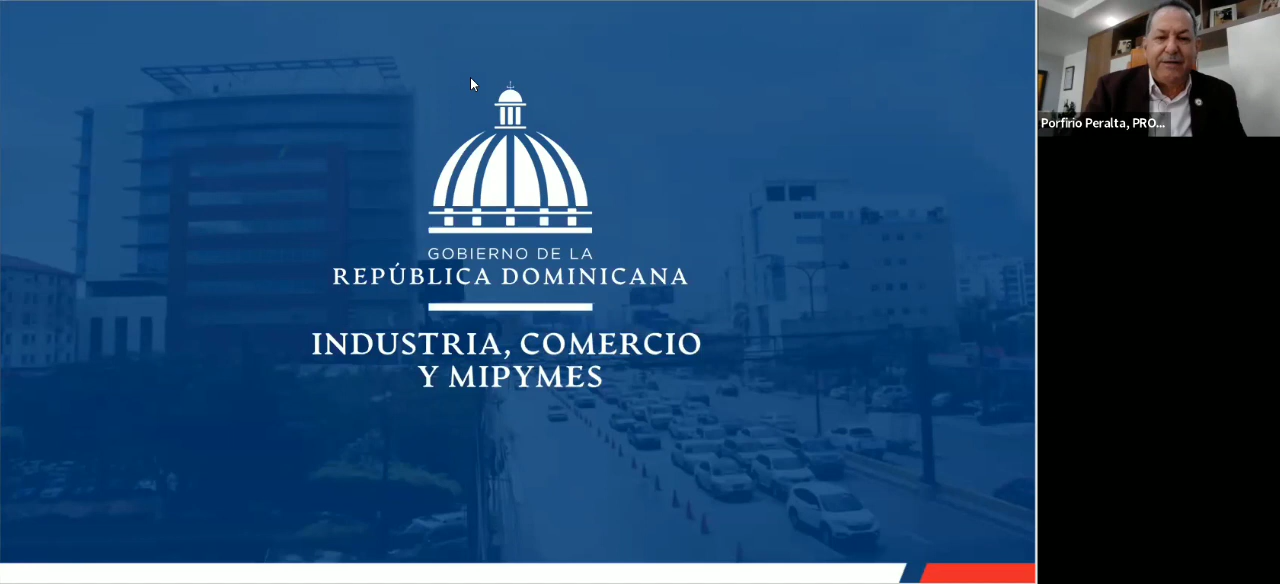 GOBIERNO DE LA
REPÚBLICA DOMINICANA
INDUSTRIA, COMERCIO
Y MIPYMES
Porfirio Peralta, PRO...